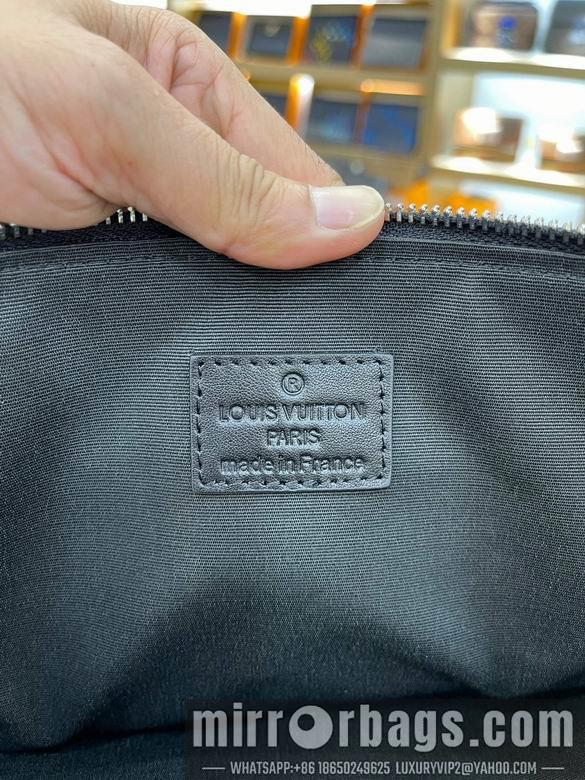 ®
LOUIS VUITTON
PARIS
made in France
mirrorbags.com
WHATSAPP:+86 18650249625 LUXURYVIP2@YAHOO.COM